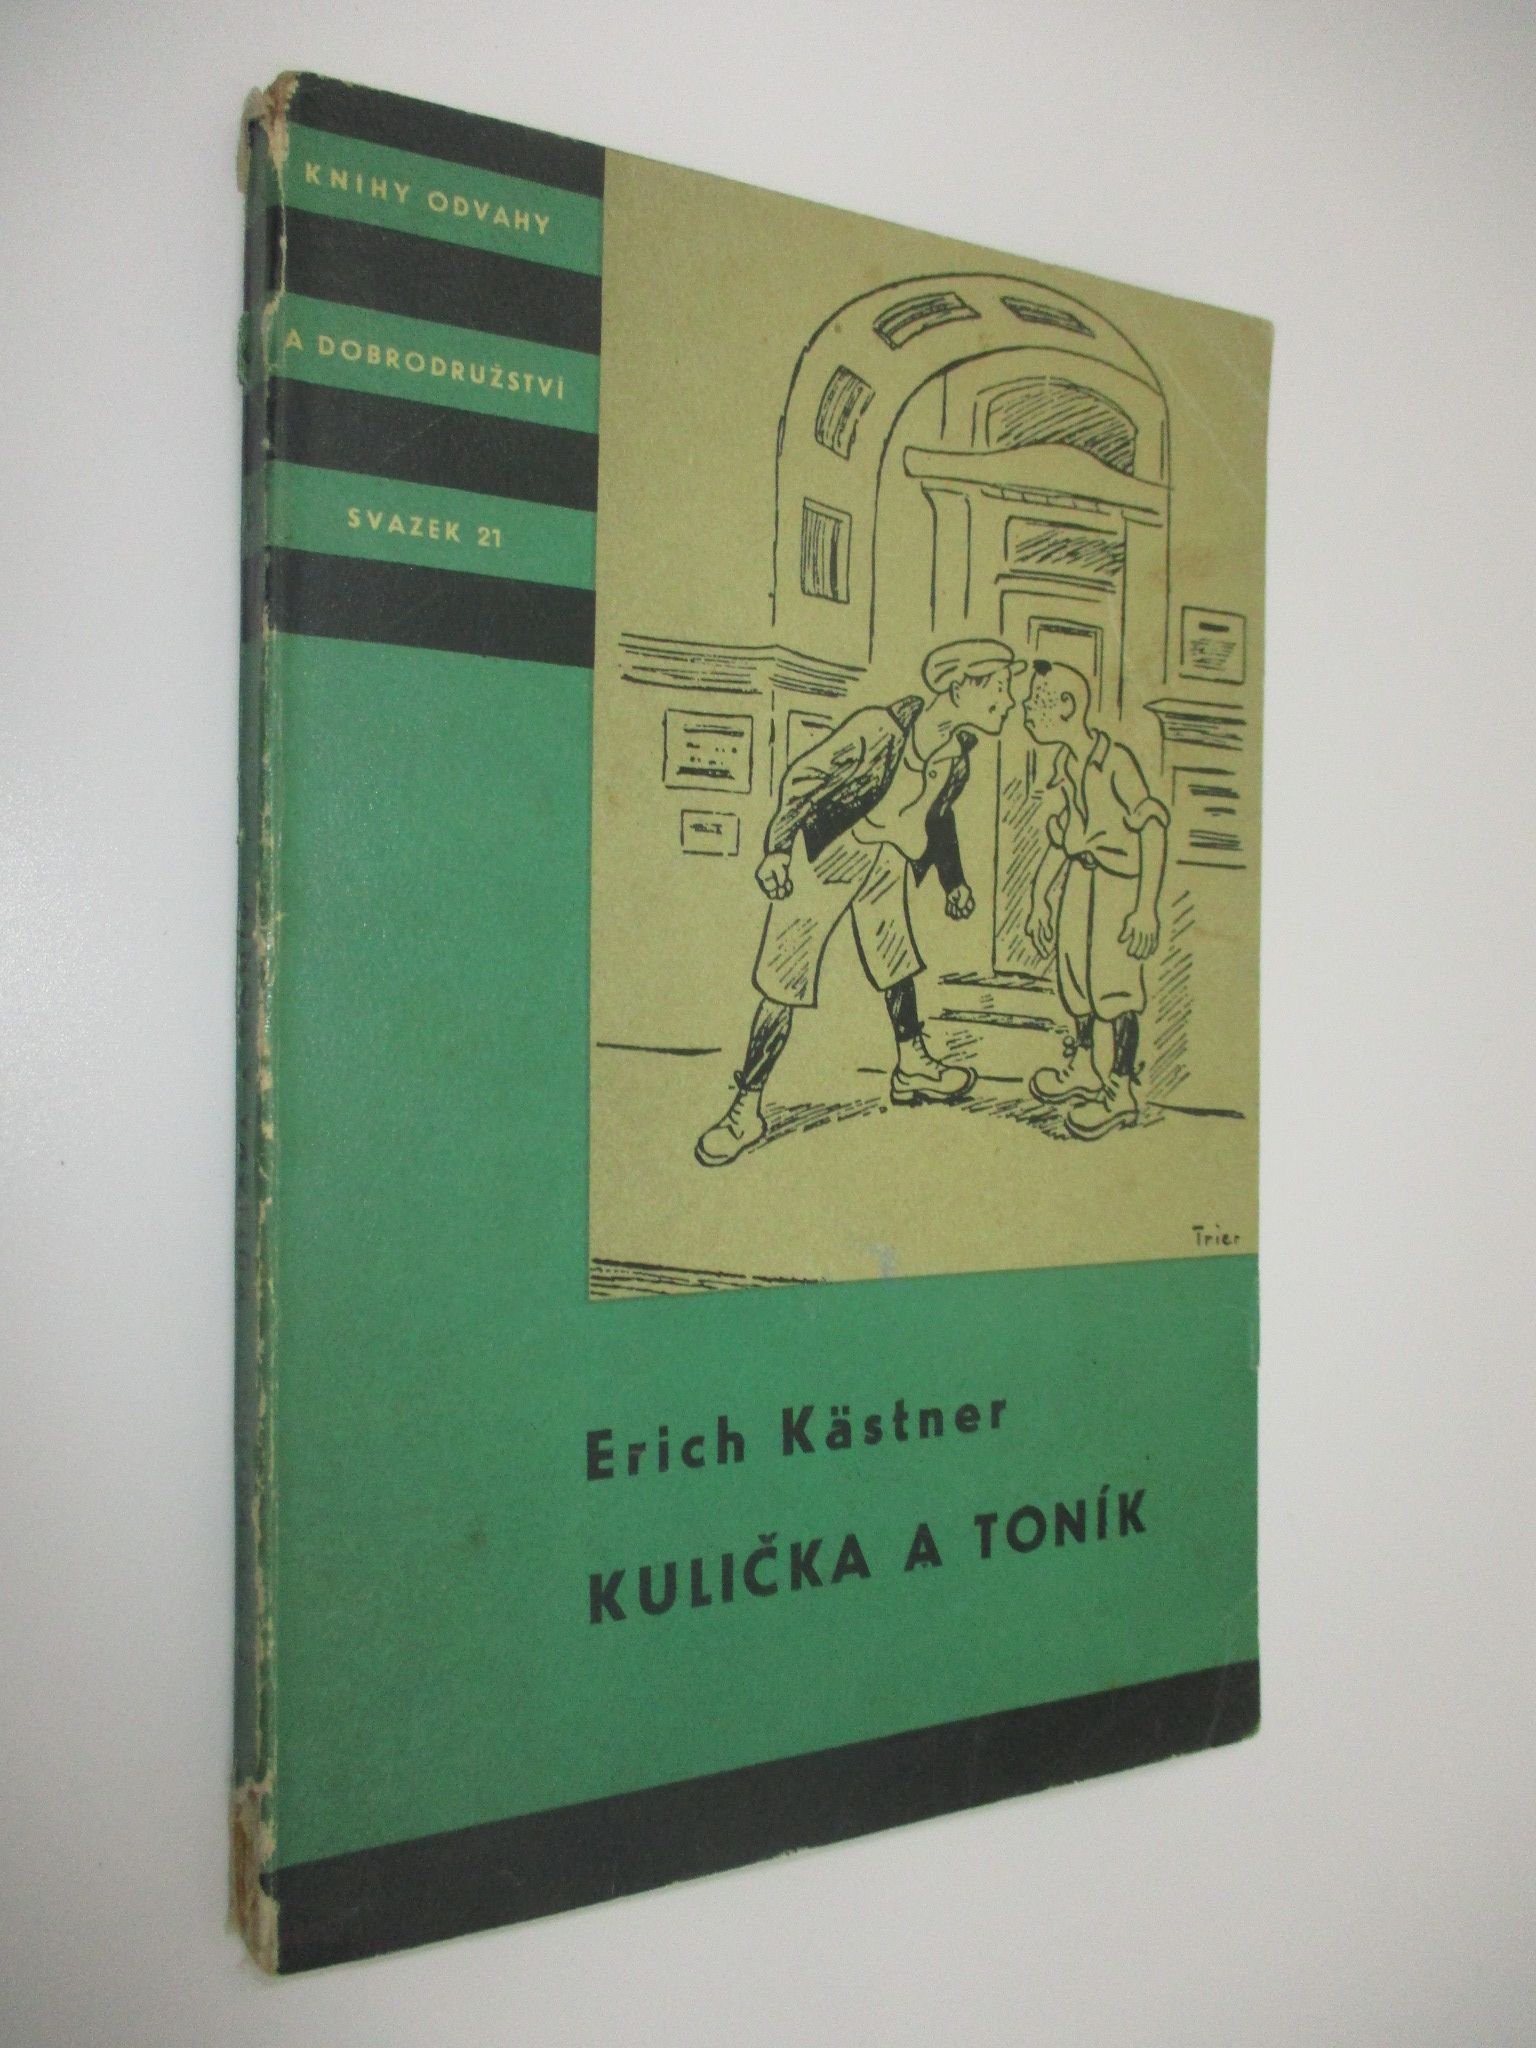 KNIHY ODVAHY
A DOBRODRUŽSTVÍ
SVAZEK 21
Trier
Erich Kästner
KULIČKA A TONÍK